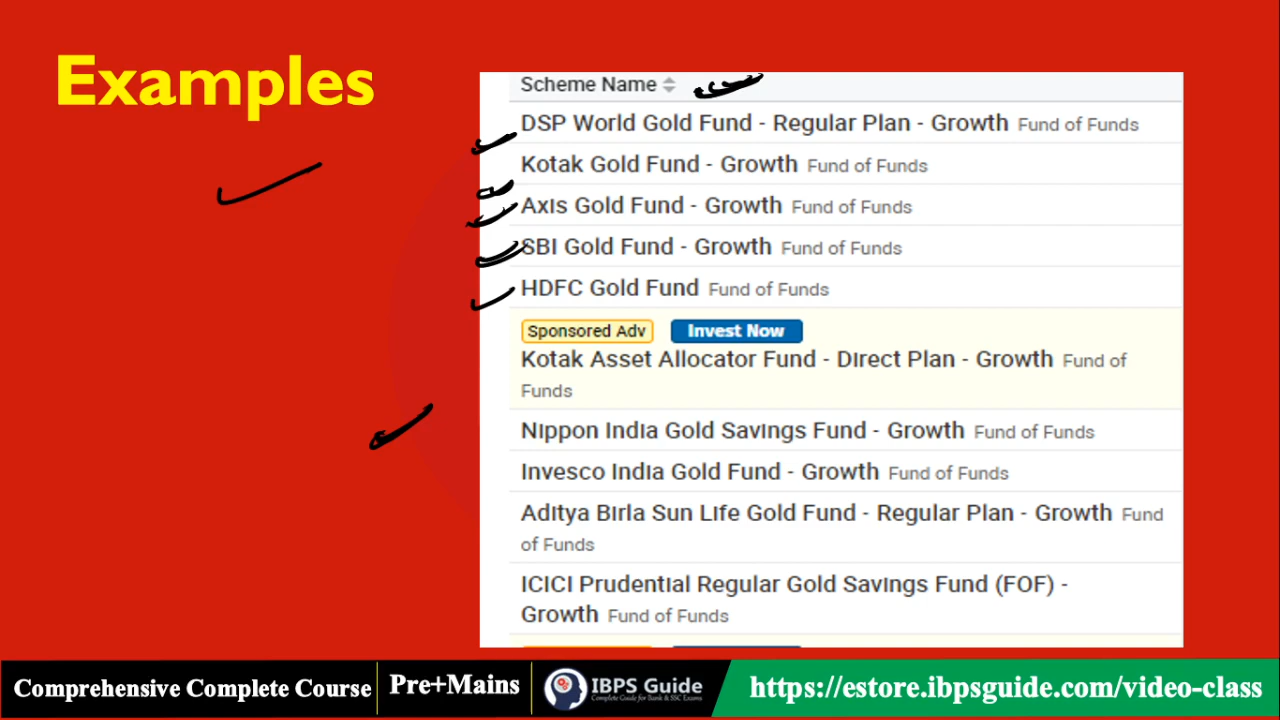 Examples
Scheme Name
DSP World Gold Fund - Regular Plan - Growth Fund of Funds
Kotak Gold Fund - Growth Fund of Funds
Axis Gold Fund - Growth Fund of Funds
SBI Gold Fund - Growth Fund of Funds
HDFC Gold Fund Fund of Funds
Sponsored Adv Invest Now
Kotak Asset Allocator Fund - Direct Plan - Growth Fund of
Funds
Nippon India Gold Savings Fund - Growth Fund of Funds
Invesco India Gold Fund - Growth Fund of Funds
Aditya Birla Sun Life Gold Fund - Regular Plan - Growth Fund
of Funds
ICICI Prudential Regular Gold Savings Fund (FOF) -
Growth Fund of Funds
Comprehensive Complete Course Pre+Mains IBPS Guide https://estore.ibpsguide.com/video-class
Complete Guide for Bank & SSC Exams